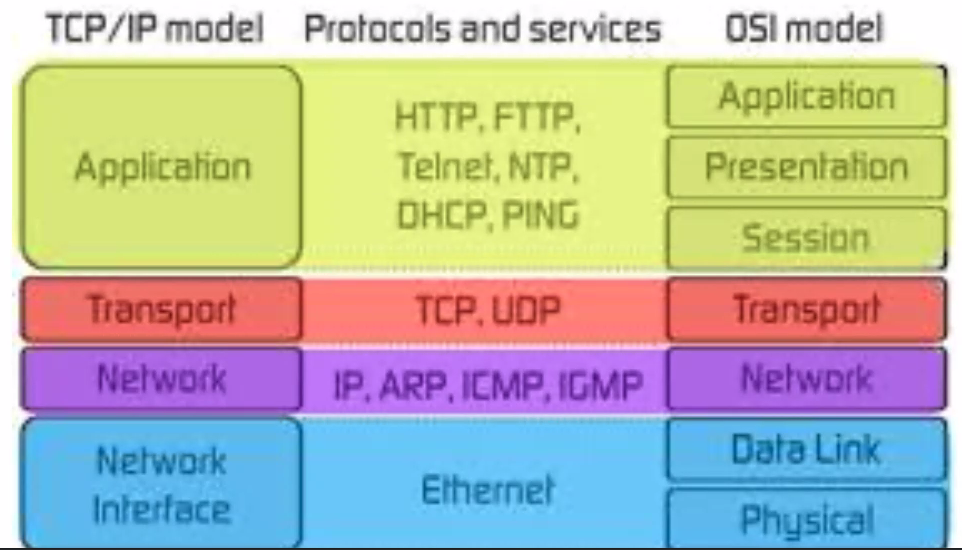 TCP/IP model
Protocols and services
OSI model
Application
HTTP, FTTP,
Telnet, NTP,
DHCP, PING
Application
Presentation
Session
Transport
TCP, UDP
Transport
Network
IP, ARP, ICMP, IGMP
Network
Network
Interface
Ethernet
Data Link
Physical